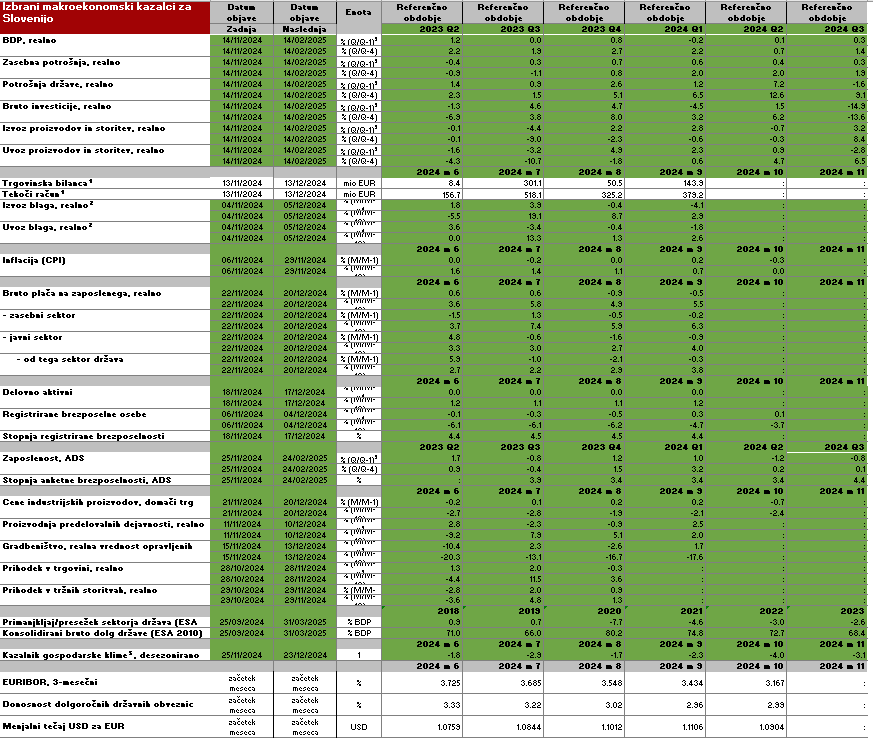 Izbrani makroekonomski kazalci za Slovenijo Datum objave Datum objave Enota Referenčno obdobje Referenčno obdobje Referenčno obdobje Referenčno obdobje Referenčno obdobje Referenčno obdobje
Zadnja Naslednja 2023 Q2 2023 Q3 2023 Q4 2024 Q1 2024 Q2 2024 Q3
BDP, realno 14/11/2024 14/02/2025 % (Q/Q-1)³ 1.2 0.0 0.8 -0.2 0.1 0.3
14/11/2024 14/02/2025 % (Q/Q-4) 2.2 1.9 2.7 2.2 0.7 1.4
Zasebna potrošnja, realno 14/11/2024 14/02/2025 % (Q/Q-1)³ -0.4 0.3 0.7 0.6 0.4 0.3
14/11/2024 14/02/2025 % (Q/Q-4) -0.9 -1.1 0.8 2.0 2.0 1.9
Potrošnja države, realno 14/11/2024 14/02/2025 % (Q/Q-1)³ 1.4 0.9 2.6 1.2 7.2 -1.6
14/11/2024 14/02/2025 % (Q/Q-4) 2.3 1.5 5.1 6.5 12.6 9.1
Bruto investicije, realno 14/11/2024 14/02/2025 % (Q/Q-1)³ -1.3 4.6 4.7 -4.5 1.5 -14.9
14/11/2024 14/02/2025 % (Q/Q-4) -6.9 3.8 8.0 3.2 6.2 -13.6
Izvoz proizvodov in storitev, realno 14/11/2024 14/02/2025 % (Q/Q-1)³ -0.1 -4.4 2.2 2.8 -0.7 3.2
14/11/2024 14/02/2025 % (Q/Q-4) -0.1 -9.0 -2.3 -0.6 -0.3 8.4
Uvoz proizvodov in storitev, realno 14/11/2024 14/02/2025 % (Q/Q-1)³ -1.6 -3.2 4.9 2.3 0.9 -2.8
14/11/2024 14/02/2025 % (Q/Q-4) -4.3 -10.7 -1.8 0.6 4.7 6.5
2024 m 6 2024 m 7 2024 m 8 2024 m 9 2024 m 10 2024 m 11
Trgovinska bilanca¹ 13/11/2024 13/12/2024 mio EUR 8.4 301.1 50.5 143.9 : :
Tekoči račun¹ 13/11/2024 13/12/2024 mio EUR 156.7 518.1 325.2 379.2 : :
Izvoz blaga, realno² 04/11/2024 05/12/2024 1.8 3.9 -0.4 -4.1 : :
04/11/2024 05/12/2024 -5.5 19.1 8.7 2.9 : :
Uvoz blaga, realno² 04/11/2024 05/12/2024 3.6 -3.4 -0.4 -1.8 : :
04/11/2024 05/12/2024 0.0 13.3 1.3 2.6 : :
2024 m 6 2024 m 7 2024 m 8 2024 m 9 2024 m 10 2024 m 11
Inflacija (CPI) 06/11/2024 29/11/2024 % (M/M-1) 0.0 -0.2 0.0 0.2 -0.3 :
06/11/2024 29/11/2024 1.6 1.4 1.1 0.7 0.0 :
2024 m 6 2024 m 7 2024 m 8 2024 m 9 2024 m 10 2024 m 11
Bruto plača na zaposlenega, realno 22/11/2024 20/12/2024 % (M/M-1) 0.6 0.6 -0.9 -0.5 : :
22/11/2024 20/12/2024 3.6 5.8 4.9 5.5 : :
- zasebni sektor 22/11/2024 20/12/2024 % (M/M-1) -1.5 1.3 -0.5 -0.2 : :
22/11/2024 20/12/2024 3.7 7.4 5.9 6.3 : :
- javni sektor 22/11/2024 20/12/2024 % (M/M-1) 4.8 -0.6 -1.6 -0.9 : :
22/11/2024 20/12/2024 3.3 3.0 2.7 4.0 : :
- od tega sektor država 22/11/2024 20/12/2024 % (M/M-1) 5.9 -1.0 -2.1 -0.3 : :
22/11/2024 20/12/2024 2.7 2.2 2.9 3.8 : :
2024 m 6 2024 m 7 2024 m 8 2024 m 9 2024 m 10 2024 m 11
Delovno aktivni 18/11/2024 17/12/2024 0.0 0.0 0.0 0.0 : :
18/11/2024 17/12/2024 1.2 1.1 1.1 1.2 : :
Registrirane brezposelne osebe 06/11/2024 04/12/2024 -0.1 -0.3 -0.5 0.3 0.1 :
06/11/2024 04/12/2024 -6.1 -6.1 -6.2 -4.7 -3.7 :
Stopnja registrirane brezposelnosti 18/11/2024 17/12/2024 % 4.4 4.5 4.5 4.4 : :
2023 Q2 2023 Q3 2023 Q4 2024 Q1 2024 Q2 2024 Q3
Zaposlenost, ADS 25/11/2024 24/02/2025 % (Q/Q-1)³ 1.7 -0.8 1.2 1.0 -1.2 -0.8
25/11/2024 24/02/2025 % (Q/Q-4) 0.9 -0.4 1.5 3.2 0.2 0.1
Stopnja anketne brezposelnosti, ADS 25/11/2024 24/02/2025 % : 3.9 3.4 3.4 3.4 4.4
2024 m 6 2024 m 7 2024 m 8 2024 m 9 2024 m 10 2024 m 11
Cene industrijskih proizvodov, domači trg 21/11/2024 20/12/2024 % (M/M-1) -0.2 0.1 0.2 0.2 -0.7 :
21/11/2024 20/12/2024 -2.7 -2.8 -1.9 -2.1 -2.4 :
Proizvodnja predelovalnih dejavnosti, realno 11/11/2024 10/12/2024 2.8 -2.3 -0.9 2.5 : :
11/11/2024 10/12/2024 -9.2 7.9 5.1 2.0 : :
Gradbeništvo, realna vrednost opravljenih 15/11/2024 13/12/2024 -10.4 2.3 -2.6 1.7 : :
15/11/2024 13/12/2024 -20.3 -13.1 -16.7 -17.6 : :
Prihodek v trgovini, realno 28/10/2024 28/11/2024 1.3 2.0 -0.3 : : :
28/10/2024 28/11/2024 -4.4 11.5 3.6 : : :
Prihodek v tržnih storitvah, realno 29/10/2024 29/11/2024 % (M/M- -2.8 2.0 0.9 : : :
29/10/2024 29/11/2024 -3.6 4.8 1.3 : : :
2018 2019 2020 2021 2022 2023
Primanjkljaj/presežek sektorja država (ESA 25/09/2024 31/03/2025 % BDP 0.9 0.7 -7.7 -4.6 -3.0 -2.6
Konsolidirani bruto dolg države (ESA 2010) 25/09/2024 31/03/2025 % BDP 71.0 66.0 80.2 74.8 72.7 68.4
2024 m 6 2024 m 7 2024 m 8 2024 m 9 2024 m 10 2024 m 11
Kazalnik gospodarske klime³, desezonirano 25/11/2024 23/12/2024 1 -1.8 -2.9 -1.7 -2.3 -4.0 -3.1
2024 m 6 2024 m 7 2024 m 8 2024 m 9 2024 m 10 2024 m 11
EURIBOR, 3-mesečni začetek meseca začetek meseca % 3.725 3.685 3.548 3.434 3.167 :
Donosnost dolgoročnih državnih obveznic začetek meseca začetek meseca % 3.33 3.22 3.02 2.96 2.99 :
Menjalni tečaj USD za EUR začetek meseca začetek meseca USD 1.0759 1.0844 1.1012 1.1106 1.0904 :